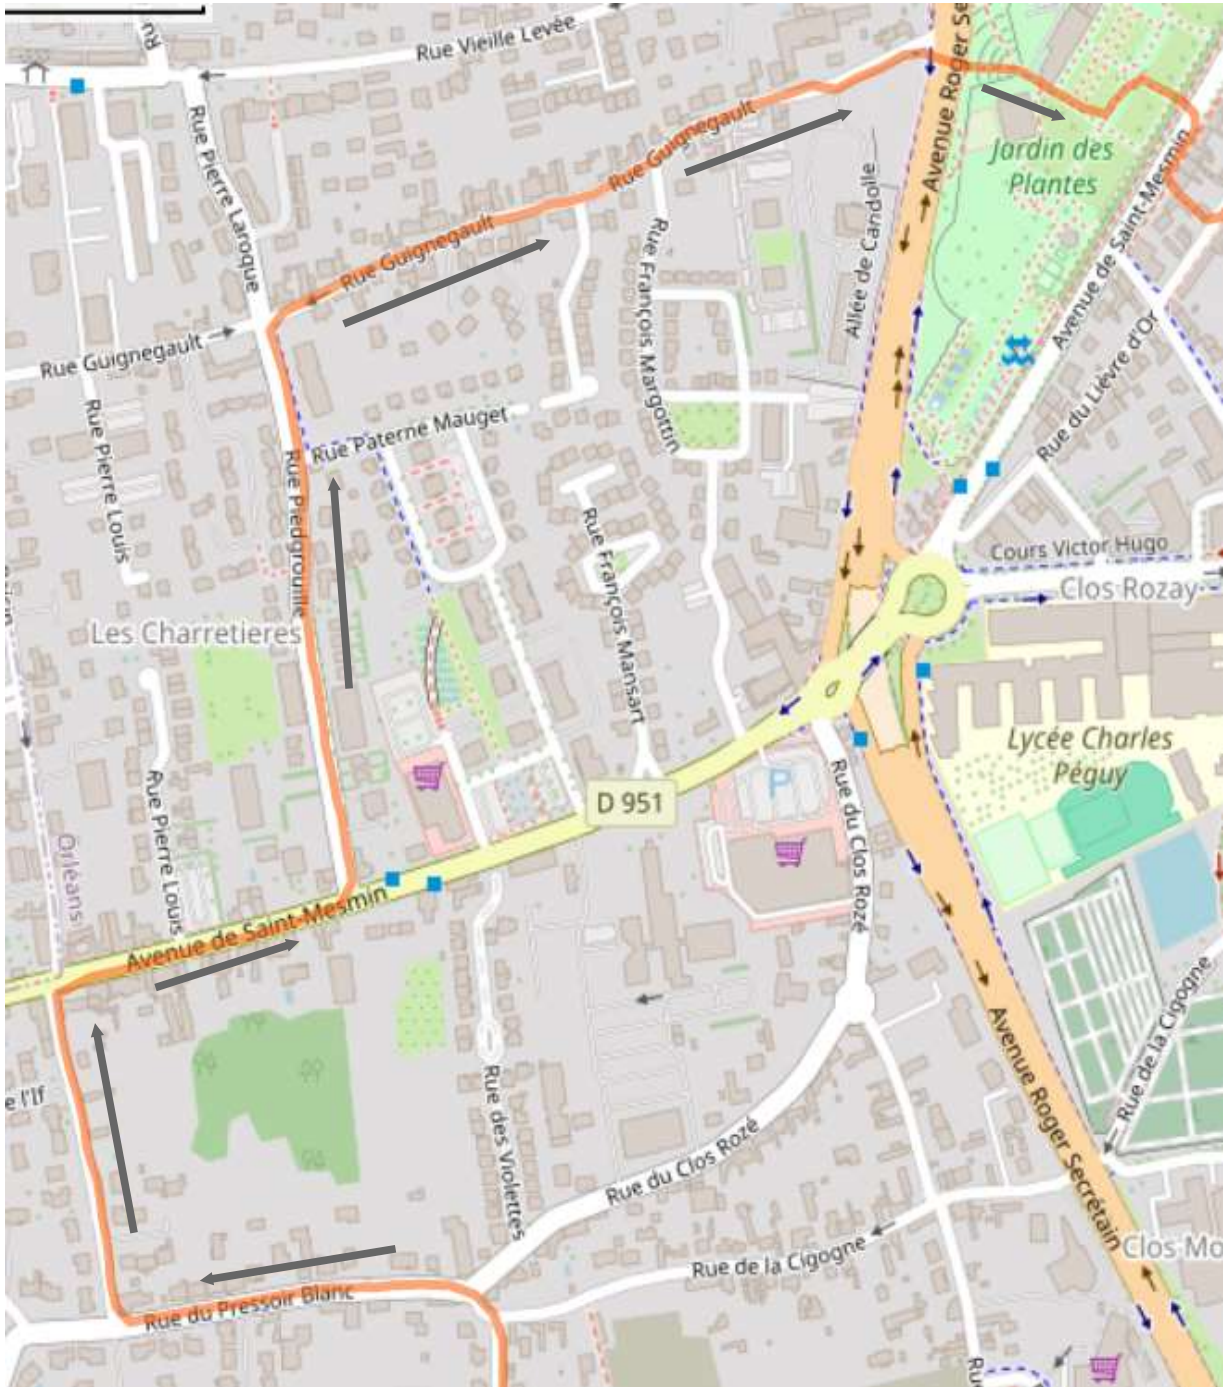 Ru
Rue Vieille Levée
Avenue Roger Se
Rue Pierre Laroque
Rue Guignegault
Jardin des
Plantes
Rue Guignegault
Allée de Candolle
Avenue de Saint-Mesmin
Rue François Margottin
Rue Guignegault
Rue du Lièvre d'Or
Rue Paterne Mauget
Rue Pierre Louis
Rue Piedgrouille
Rue François Mansart
Cours Victor Hugo
Clos Rozay
Les Charretieres
Lycée Charles
Péguy
P
D 951
Rue du Clos Rozé
Rue Pierre Louis
Orléans
Avenue de Saint-Mesmin
Rue de la Cigogne
Avenue Roger Secrétain
e l'If
Rue des Violettes
Rue du Clos Rozé
Rue de la Cigogne
Clos Mo
Rue du Pressoir Blanc
Ru